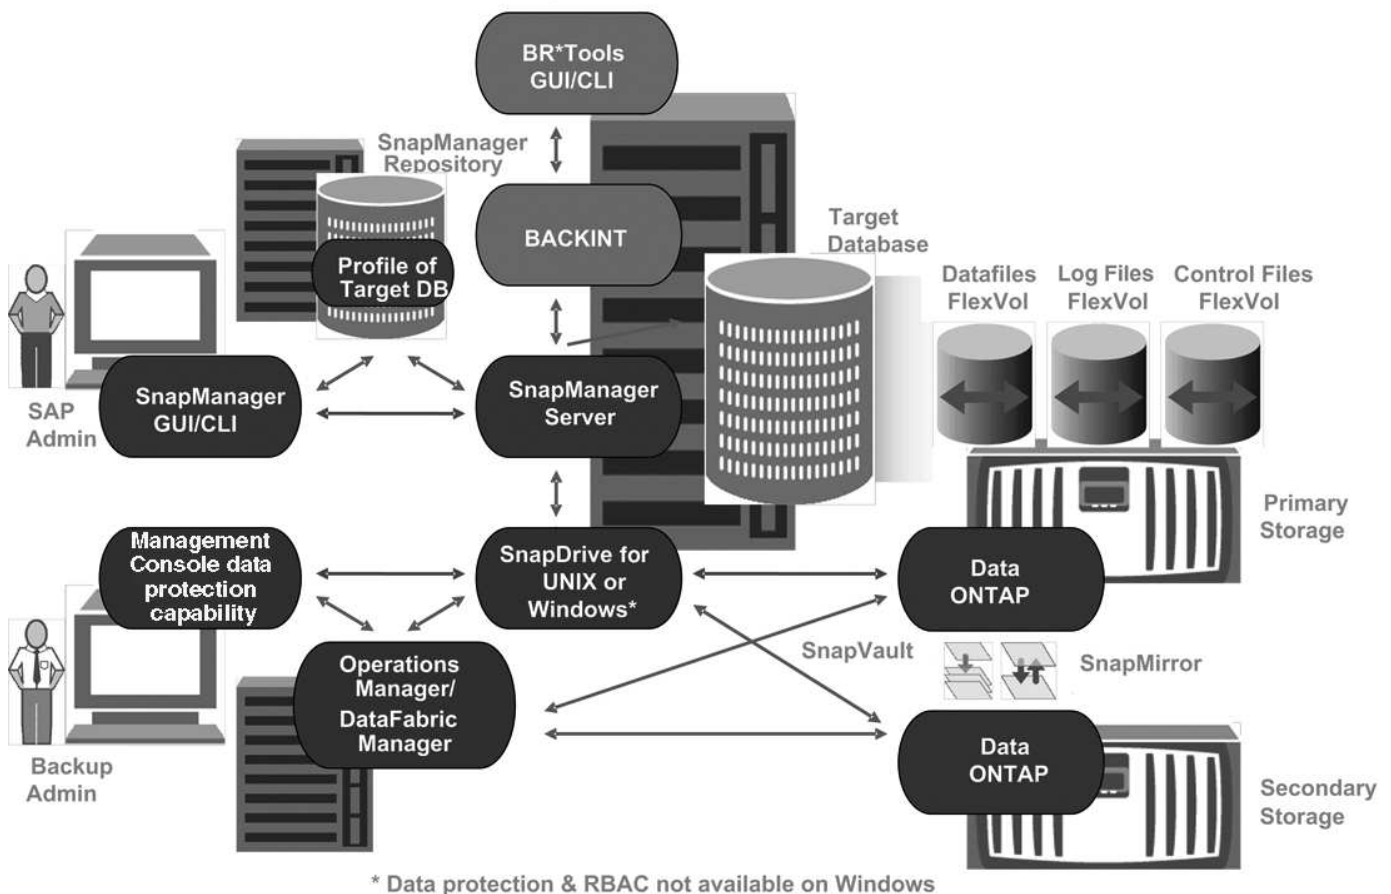 BR*Tools
GUI/CLI
SnapManager
Repository
BACKINT
Target
Database
Profile of
Target DB
Datafiles
FlexVol
Log Files
FlexVol
Control Files
FlexVol
SAP
Admin
SnapManager
GUI/CLI
SnapManager
Server
Primary
Storage
Management
Console data
protection
capability
SnapDrive for
UNIX or
Windows*
Data
ONTAP
SnapVault
SnapMirror
Operations
Manager/
DataFabric
Manager
Data
ONTAP
Backup
Admin
Secondary
Storage
* Data protection & RBAC not available on Windows